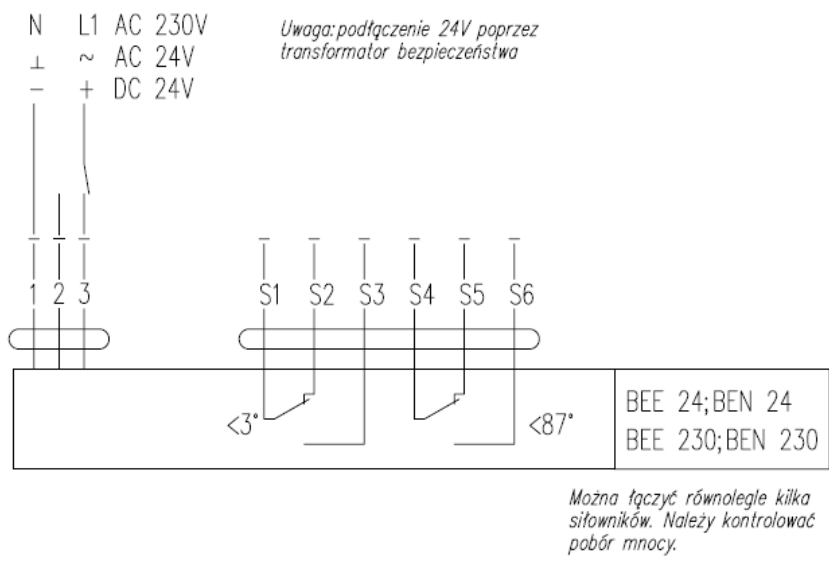 N L1 AC 230V
⊥ ~ AC 24V
− + DC 24V
Uwaga: podłączenie 24V poprzez
transformator bezpieczeństwa
1 2 3 S1 S2 S3 S4 S5 S6
<3° <87°
BEE 24;BEN 24
BEE 230;BEN 230
Można łączyć równolegle kilka
siłowników. Należy kontrolować
pobór mnocy.